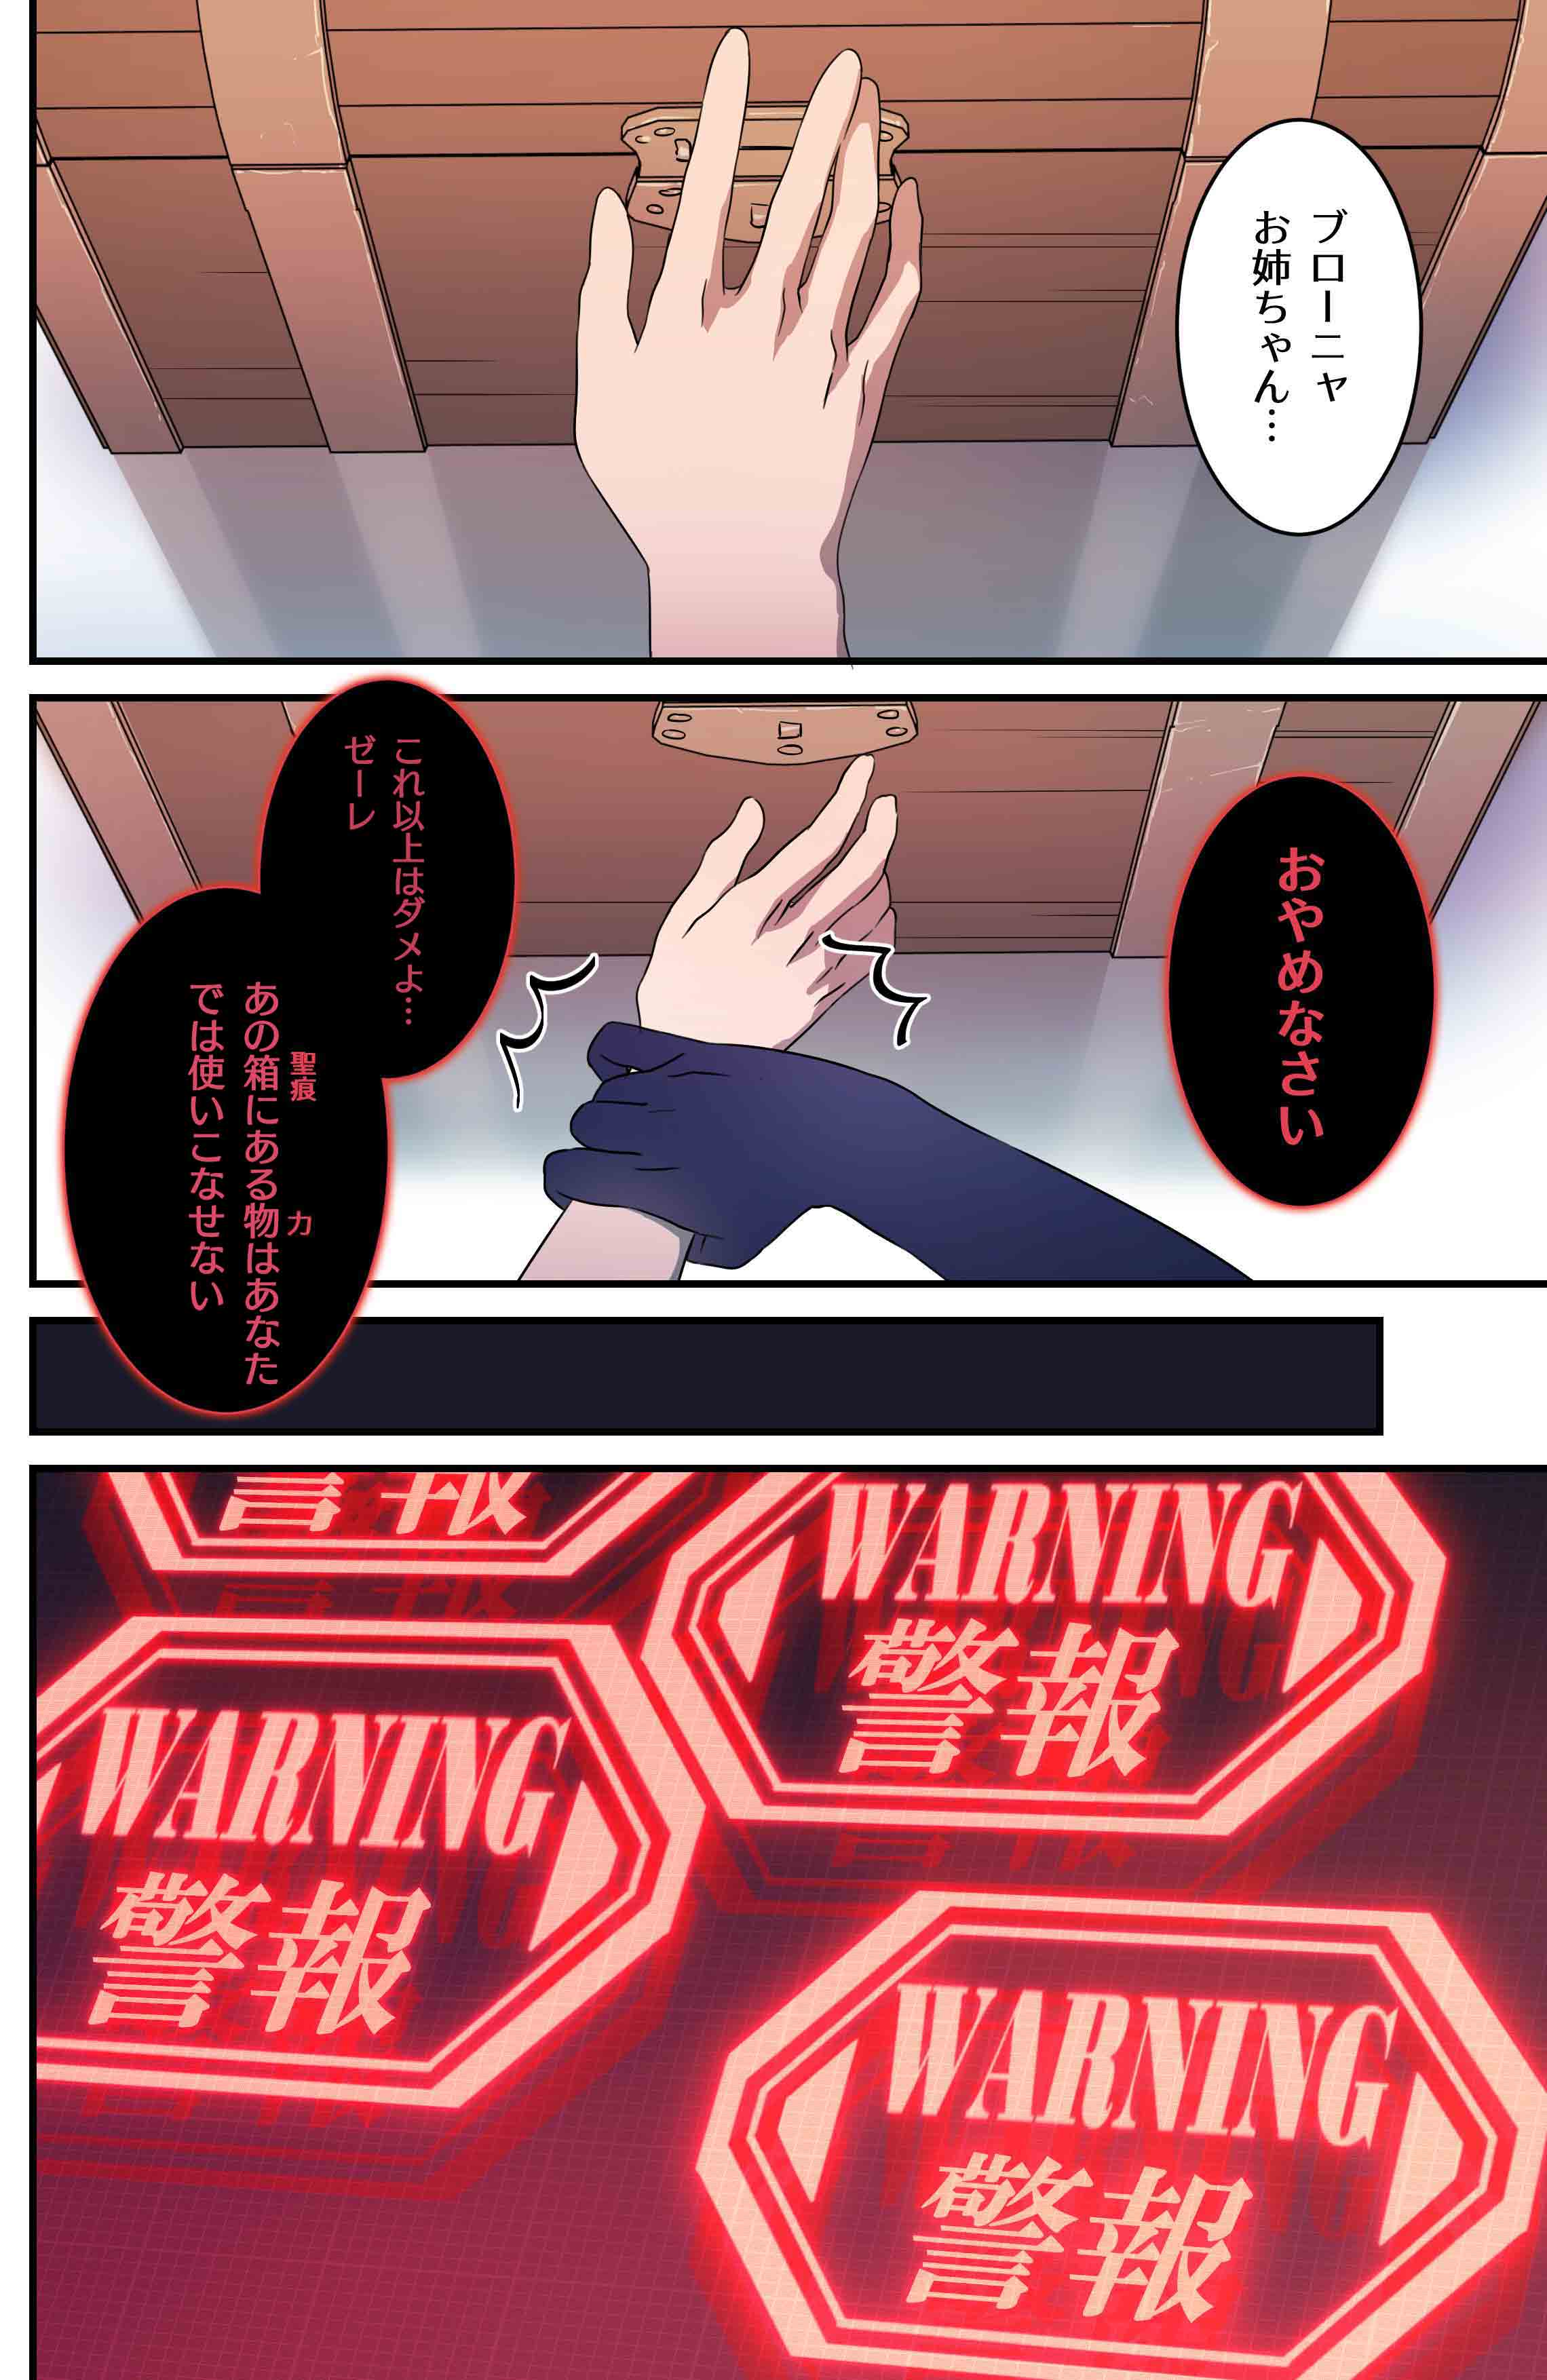 ブローニャ
お姉ちゃん…
おやめなさい
これ以上はダメよ…
ゼーレ
聖痕
力
あの箱にある物はあなた
では使いこなせない
警報
WARNING
警報
WARNING
警報
WARNING
警報